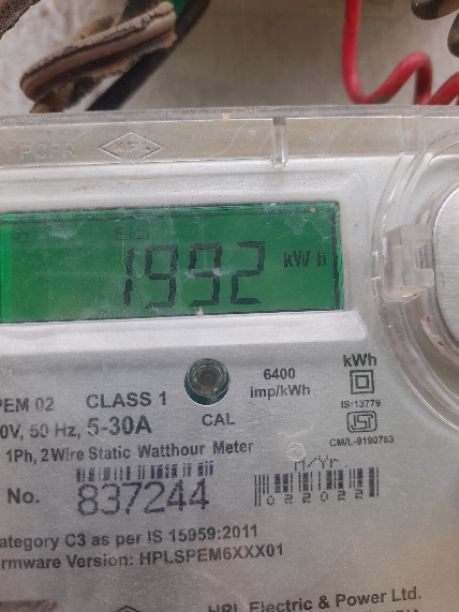 1992 kWh
6400
imp/kWh
kWh
IS-13779
CM/L-9190763
PEM 02 CLASS 1
CAL
0V, 50 Hz, 5-30A
1Ph, 2Wire Static Watthour Meter
M/Yr.
No. 837244
022022
ategory C3 as per IS 15959:2011
rmware Version: HPLSPEM6XXX01
HPL Electric & Power Ltd.